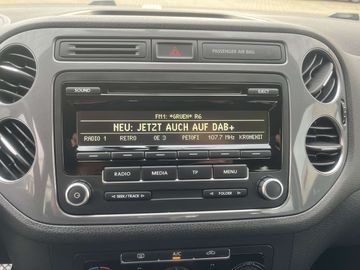 PASSENGER AIR BAG
SOUND
EJECT
FM1: *GRUEN* R6
NEU: JETZT AUCH AUF DAB+
RADIO 1 RETRO OE 3 PETOFI 107.7 MHz KRONEHIT
RADIO MEDIA TP MENU
< SEEK/TRACK > < FOLDER >
A/C